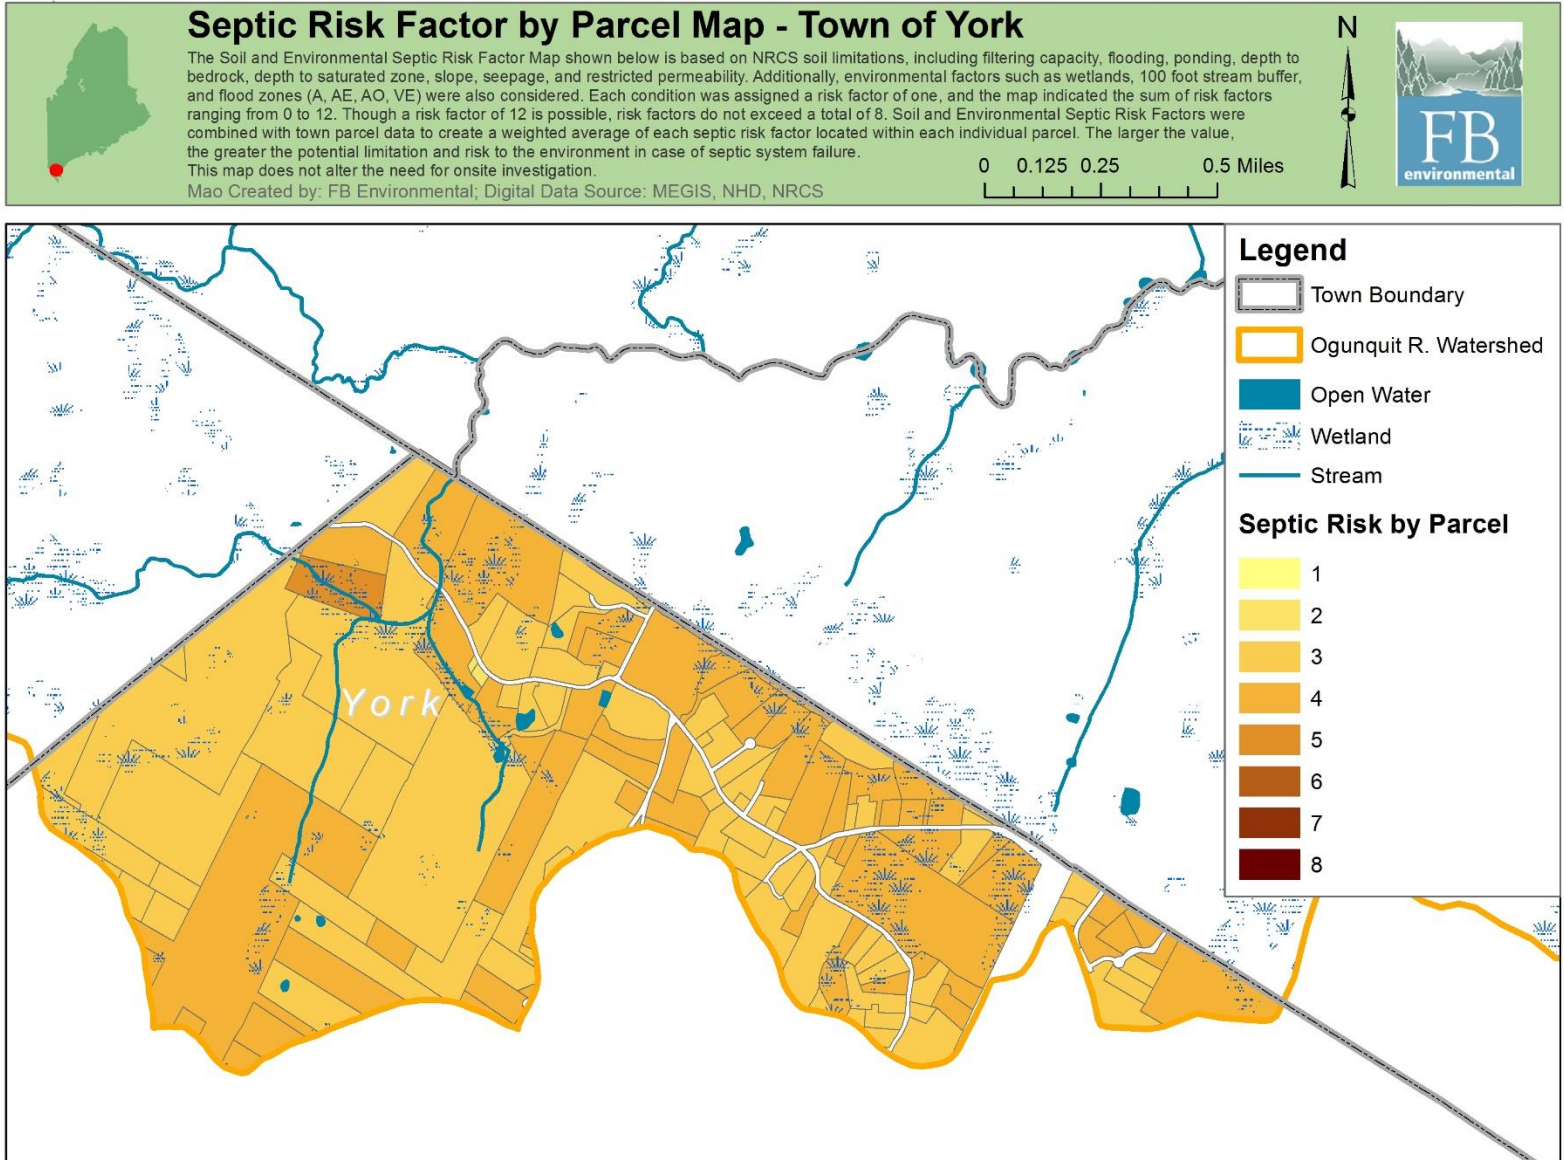 Septic Risk Factor by Parcel Map - Town of York
The Soil and Environmental Septic Risk Factor Map shown below is based on NRCS soil limitations, including filtering capacity, flooding, ponding, depth to
bedrock, depth to saturated zone, slope, seepage, and restricted permeability. Additionally, environmental factors such as wetlands, 100 foot stream buffer,
and flood zones (A, AE, AO, VE) were also considered. Each condition was assigned a risk factor of one, and the map indicated the sum of risk factors
ranging from 0 to 12. Though a risk factor of 12 is possible, risk factors do not exceed a total of 8. Soil and Environmental Septic Risk Factors were
combined with town parcel data to create a weighted average of each septic risk factor located within each individual parcel. The larger the value,
the greater the potential limitation and risk to the environment in case of septic system failure.
This map does not alter the need for onsite investigation.
Mao Created by: FB Environmental; Digital Data Source: MEGIS, NHD, NRCS
0 0.125 0.25 0.5 Miles
N
FB
environmental
Legend
Town Boundary
Ogunquit R. Watershed
Open Water
Wetland
Stream
Septic Risk by Parcel
1
2
3
4
5
6
7
8
York